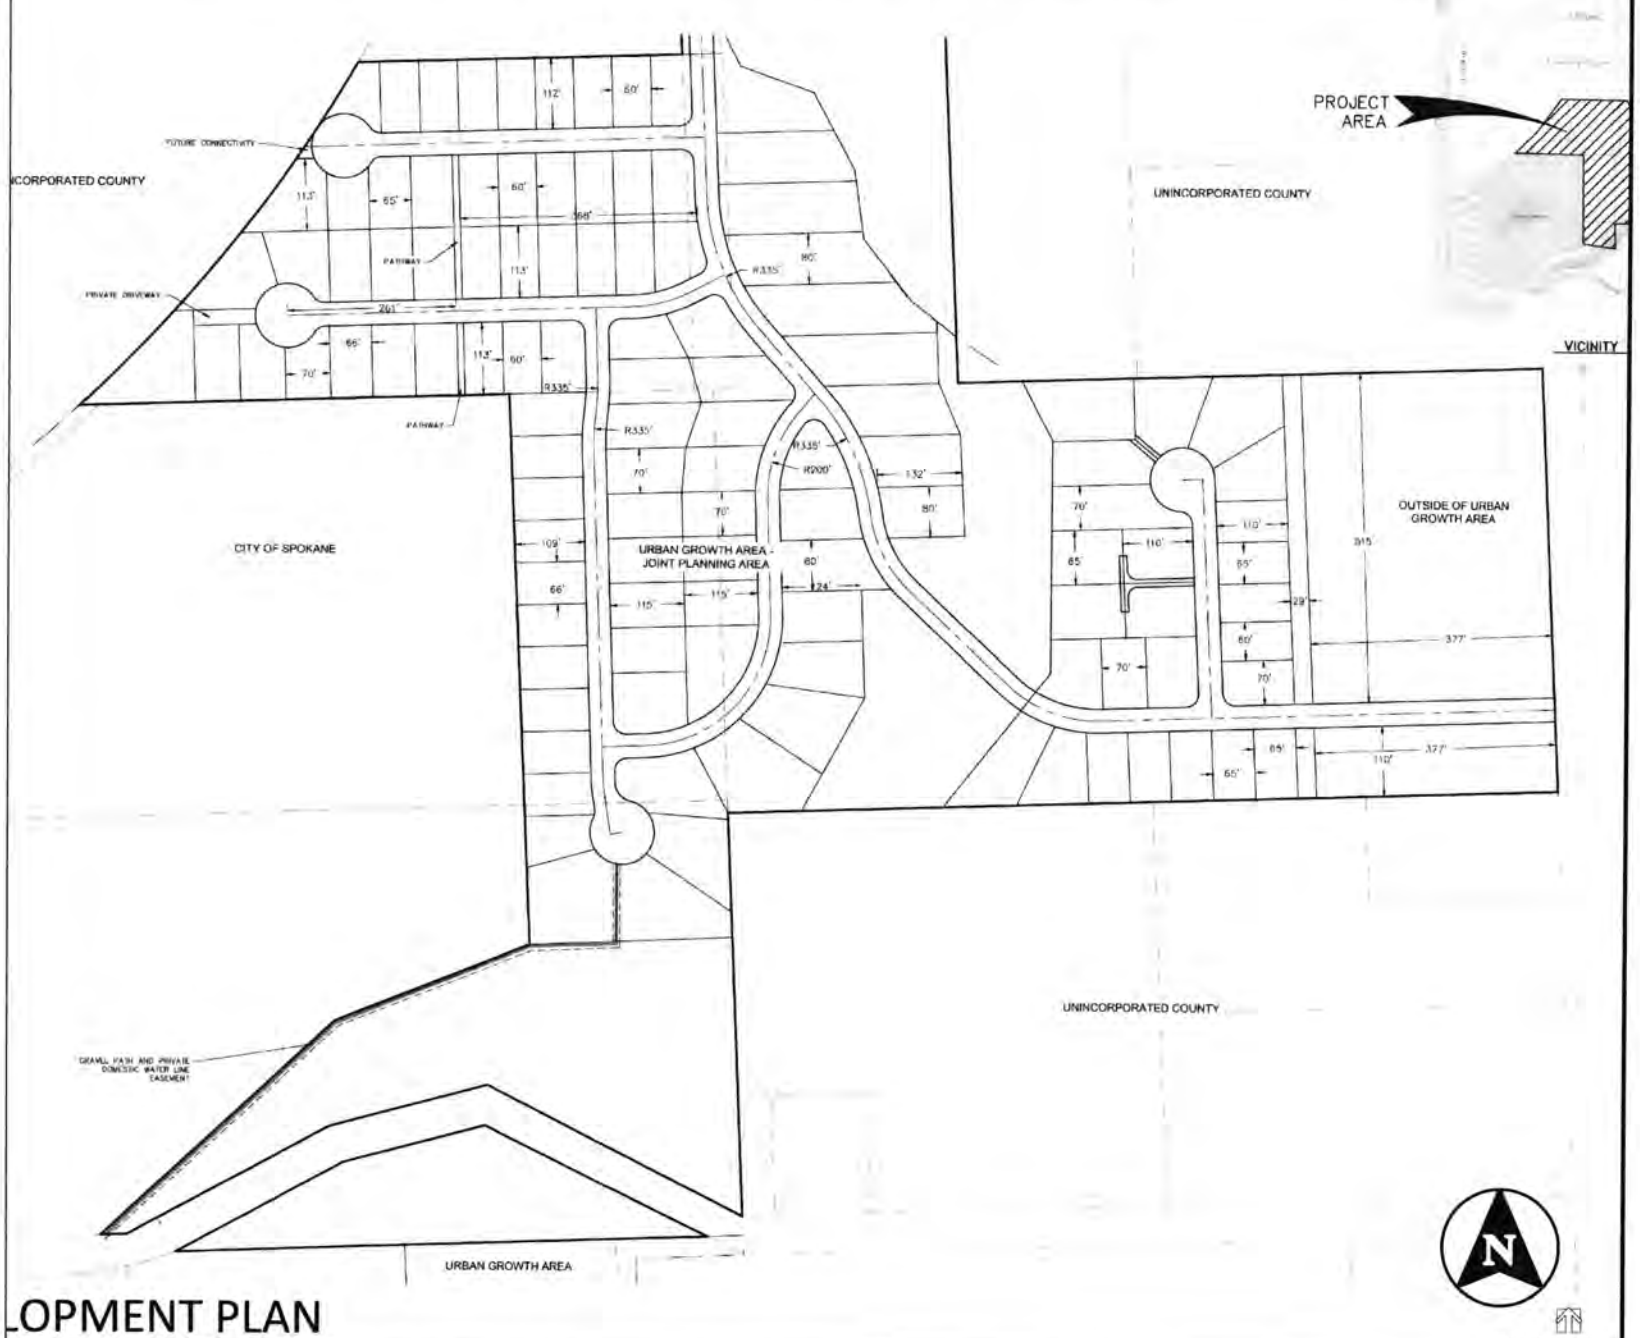 PROJECT
AREA
112'
60'
FUTURE CONNECTIVITY
UNINCORPORATED COUNTY
NCORPORATED COUNTY
113'
65'
60'
368'
PATHWAY
113'
80'
R335'
PRIVATE DRIVEWAY
261'
VICINITY
66'
113'
60'
70'
R335'
PATHWAY
R335'
R335'
R200'
70'
132'
70'
80'
70'
OUTSIDE OF URBAN
GROWTH AREA
110'
CITY OF SPOKANE
109'
URBAN GROWTH AREA -
JOINT PLANNING AREA
110'
65'
65'
66'
115'
115'
24'
29'
60'
377'
70'
70'
65'
65'
377'
110'
UNINCORPORATED COUNTY
GRAVEL PATH AND PRIVATE
DOMESTIC WATER LINE
EASEMENT
URBAN GROWTH AREA
N
LOPMENT PLAN